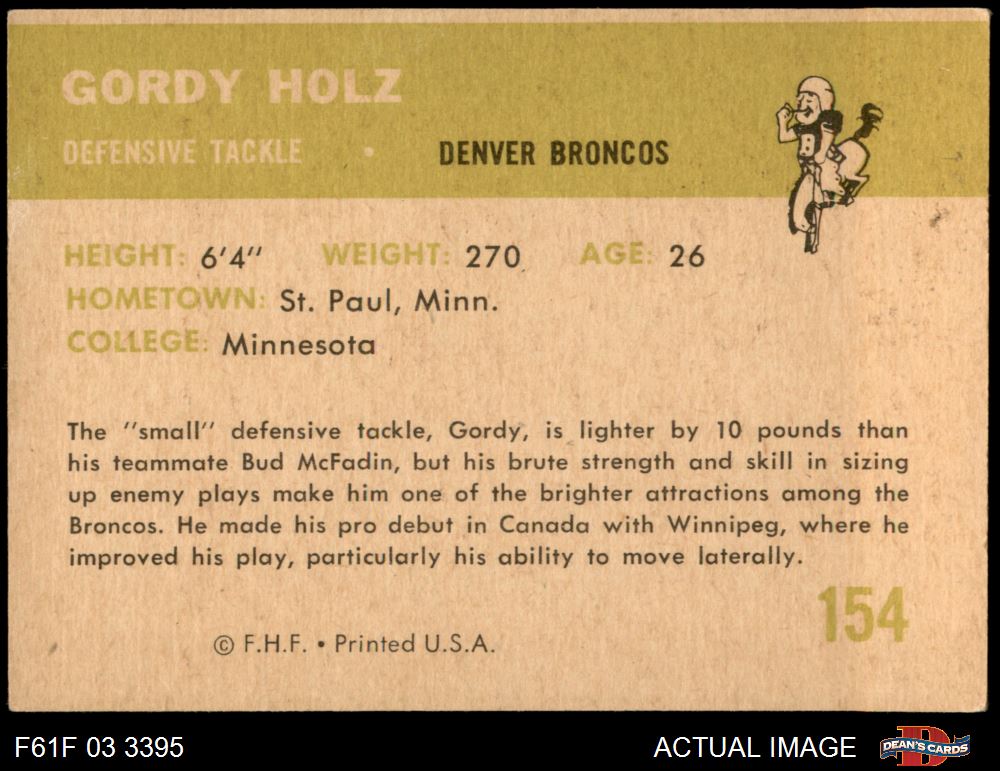 GORDY HOLZ
DEFENSIVE TACKLE • DENVER BRONCOS
HEIGHT: 6'4" WEIGHT: 270 AGE: 26
HOMETOWN: St. Paul, Minn.
COLLEGE: Minnesota
The "small" defensive tackle, Gordy, is lighter by 10 pounds than
his teammate Bud McFadin, but his brute strength and skill in sizing
up enemy plays make him one of the brighter attractions among the
Broncos. He made his pro debut in Canada with Winnipeg, where he
improved his play, particularly his ability to move laterally.
154
© F.H.F. • Printed U.S.A.
F61F 03 3395 ACTUAL IMAGE D DEAN'S CARDS